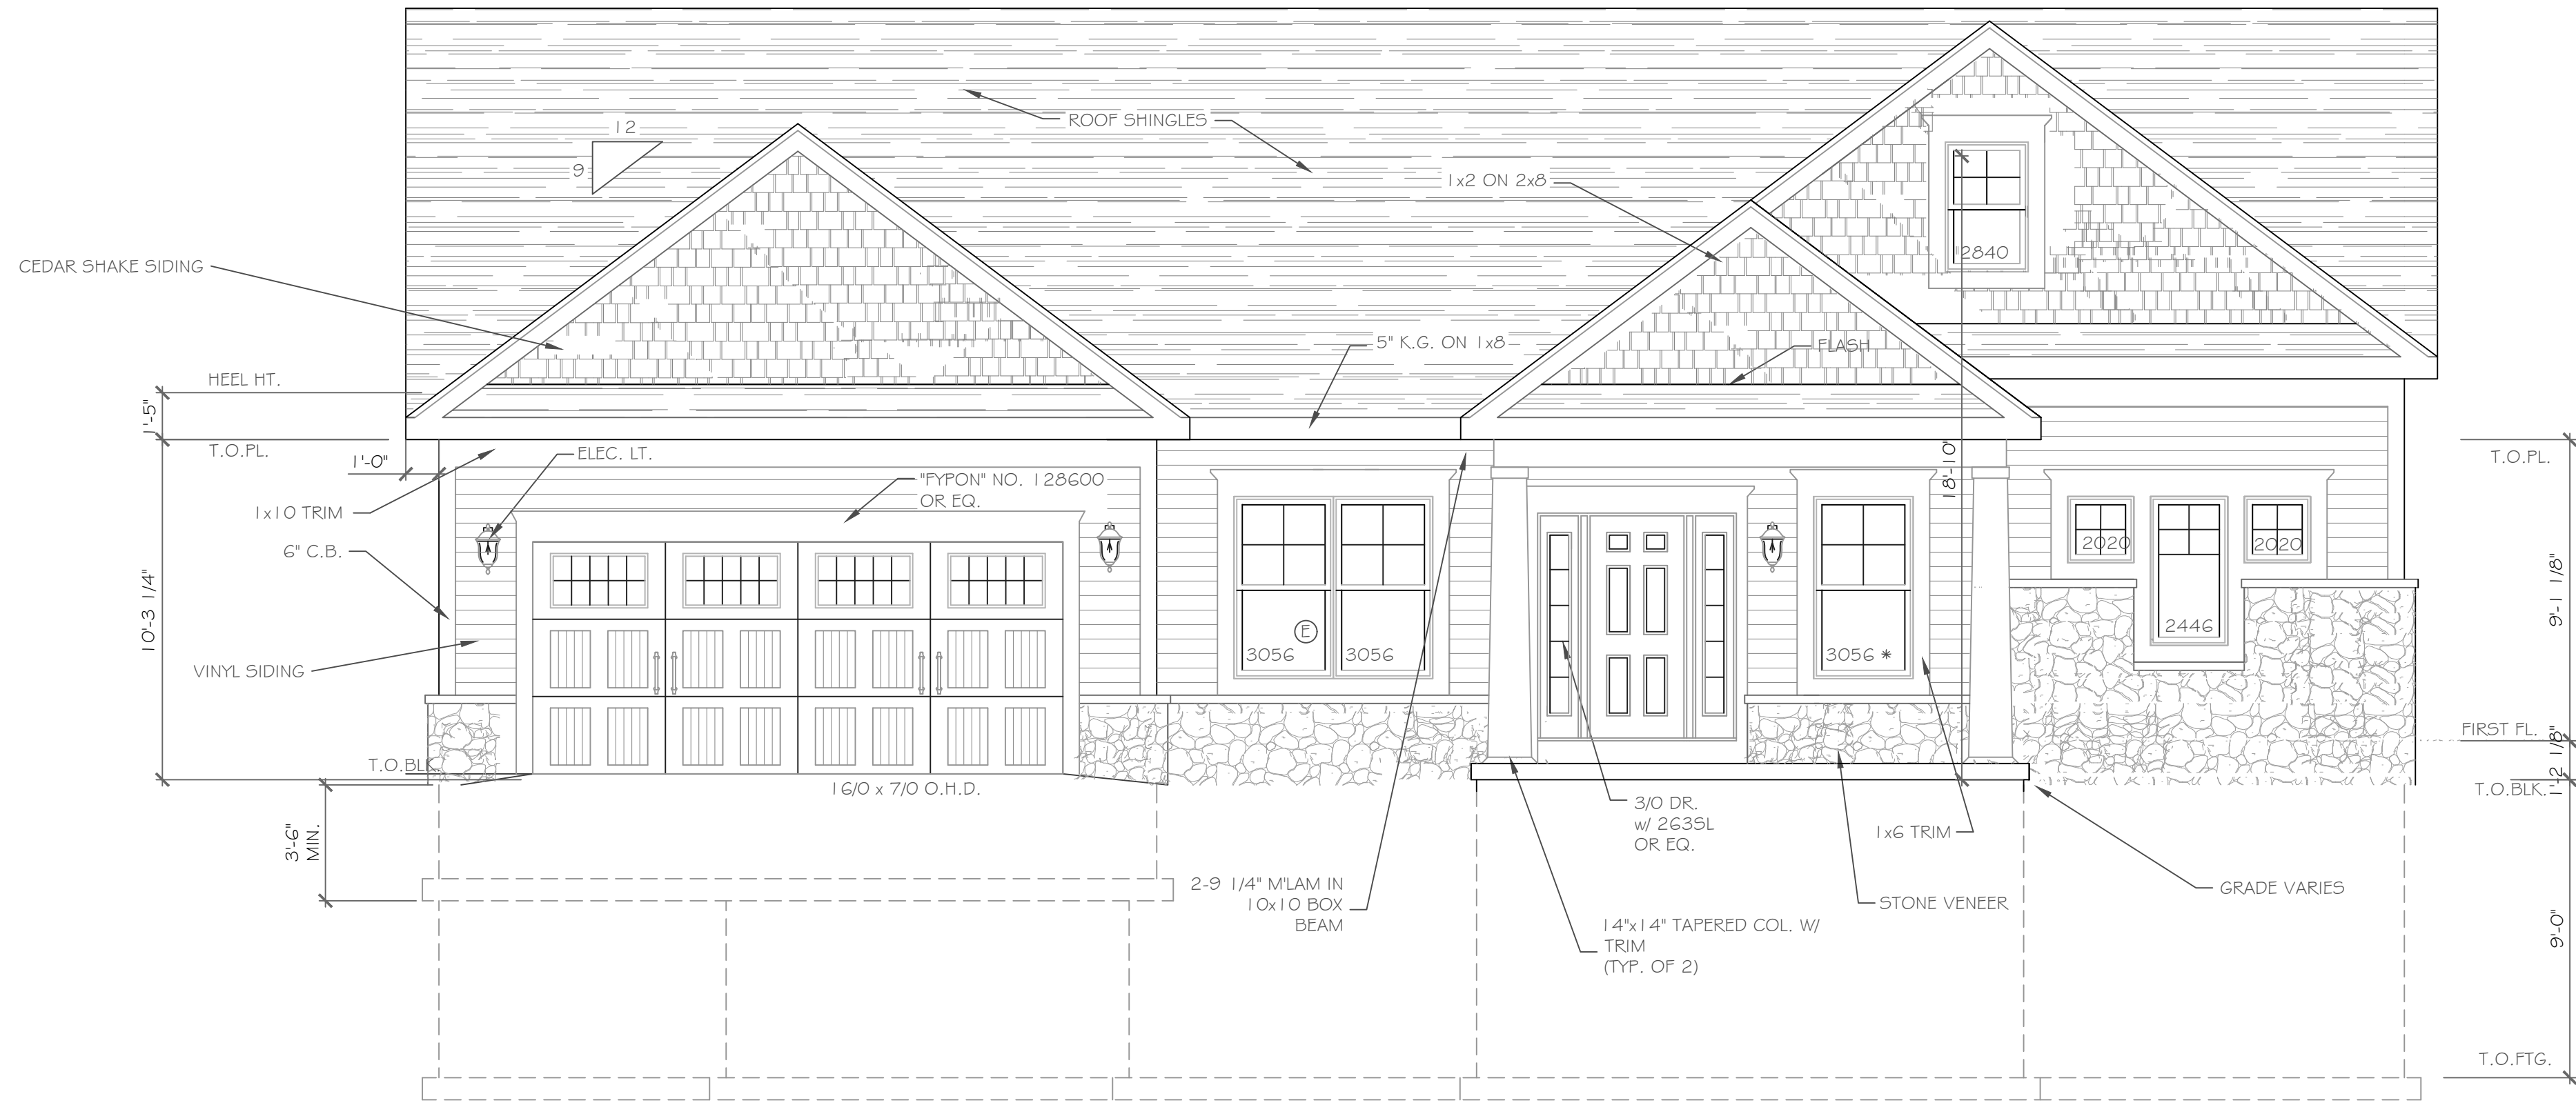 ROOF SHINGLES
12
9
1x2 ON 2x8
2840
CEDAR SHAKE SIDING
5" K.G. ON 1x8
FLASH
HEEL HT.
1'-5"
T.O.PL.
1'-0"
ELEC. LT.
"FYPON" NO. 128600
OR EQ.
1x10 TRIM
6" C.B.
10'-3 1/4"
VINYL SIDING
18'-10"
T.O.PL.
2020
2020
9'-1 1/8"
2446
E
3056
3056
3056 *
FIRST FL.
1'-2 1/8"
T.O.BLK.
T.O.BLK.
16/0 x 7/0 O.H.D.
3'-6"
MIN.
3/0 DR.
w/ 263SL
OR EQ.
1x6 TRIM
2-9 1/4" M'LAM IN
10x10 BOX
BEAM
STONE VENEER
GRADE VARIES
14"x14" TAPERED COL. W/
TRIM
(TYP. OF 2)
9'-0"
T.O.FTG.